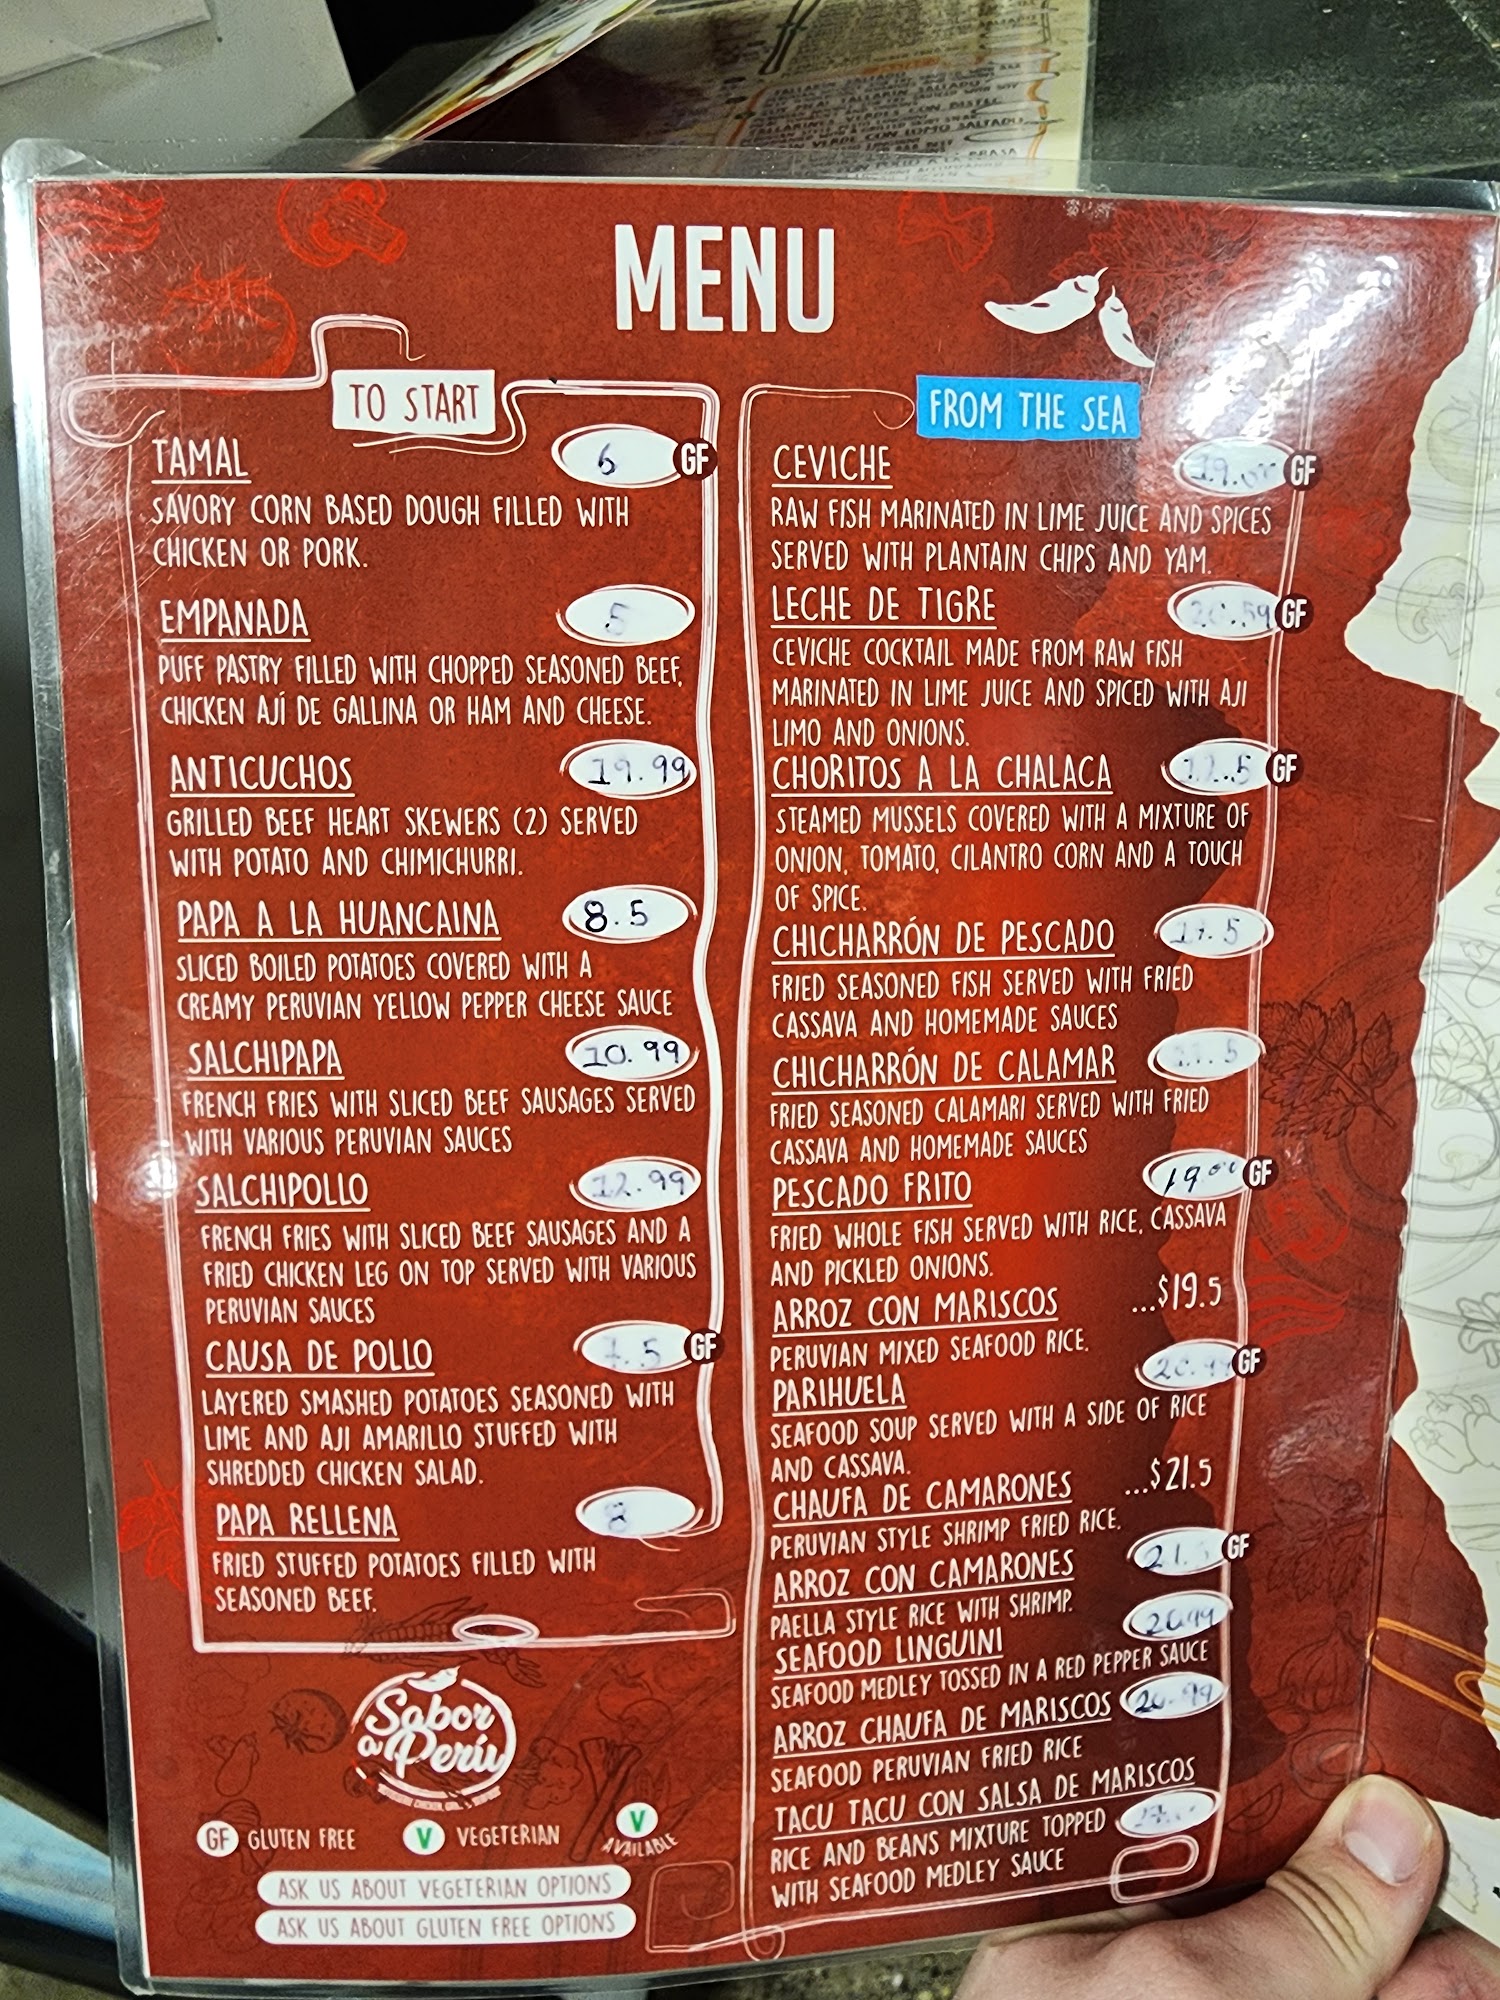 MENU
TO START
TAMAL 6 GF
SAVORY CORN BASED DOUGH FILLED WITH
CHICKEN OR PORK.
EMPANADA 5
PUFF PASTRY FILLED WITH CHOPPED SEASONED BEEF,
CHICKEN AJÍ DE GALLINA OR HAM AND CHEESE.
ANTICUCHOS 19.99
GRILLED BEEF HEART SKEWERS (2) SERVED
WITH POTATO AND CHIMICHURRI.
PAPA A LA HUANCAINA 8.5
SLICED BOILED POTATOES COVERED WITH A
CREAMY PERUVIAN YELLOW PEPPER CHEESE SAUCE
SALCHIPAPA 10.99
FRENCH FRIES WITH SLICED BEEF SAUSAGES SERVED
WITH VARIOUS PERUVIAN SAUCES
SALCHIPOLLO 12.99
FRENCH FRIES WITH SLICED BEEF SAUSAGES AND A
FRIED CHICKEN LEG ON TOP SERVED WITH VARIOUS
PERUVIAN SAUCES
CAUSA DE POLLO GF
LAYERED SMASHED POTATOES SEASONED WITH
LIME AND AJI AMARILLO STUFFED WITH
SHREDDED CHICKEN SALAD.
PAPA RELLENA 8
FRIED STUFFED POTATOES FILLED WITH
SEASONED BEEF.
Sabor
a Perú
GF GLUTEN FREE V VEGETERIAN V AVAILABLE
ASK US ABOUT VEGETERIAN OPTIONS
ASK US ABOUT GLUTEN FREE OPTIONS
FROM THE SEA
CEVICHE GF
RAW FISH MARINATED IN LIME JUICE AND SPICES
SERVED WITH PLANTAIN CHIPS AND YAM.
LECHE DE TIGRE GF
CEVICHE COCKTAIL MADE FROM RAW FISH
MARINATED IN LIME JUICE AND SPICED WITH AJI
LIMO AND ONIONS.
CHORITOS A LA CHALACA GF
STEAMED MUSSELS COVERED WITH A MIXTURE OF
ONION, TOMATO, CILANTRO CORN AND A TOUCH
OF SPICE.
CHICHARRÓN DE PESCADO
FRIED SEASONED FISH SERVED WITH FRIED
CASSAVA AND HOMEMADE SAUCES
CHICHARRÓN DE CALAMAR
FRIED SEASONED CALAMARI SERVED WITH FRIED
CASSAVA AND HOMEMADE SAUCES
PESCADO FRITO 19.00 GF
FRIED WHOLE FISH SERVED WITH RICE, CASSAVA
AND PICKLED ONIONS.
ARROZ CON MARISCOS ...$19.5
PERUVIAN MIXED SEAFOOD RICE.
PARIHUELA 20.99 GF
SEAFOOD SOUP SERVED WITH A SIDE OF RICE
AND CASSAVA.
CHAUFA DE CAMARONES ...$21.5
PERUVIAN STYLE SHRIMP FRIED RICE.
ARROZ CON CAMARONES GF
PAELLA STYLE RICE WITH SHRIMP.
SEAFOOD LINGUINI 20.99
SEAFOOD MEDLEY TOSSED IN A RED PEPPER SAUCE
ARROZ CHAUFA DE MARISCOS 20.99
SEAFOOD PERUVIAN FRIED RICE
TACU TACU CON SALSA DE MARISCOS
RICE AND BEANS MIXTURE TOPPED
WITH SEAFOOD MEDLEY SAUCE